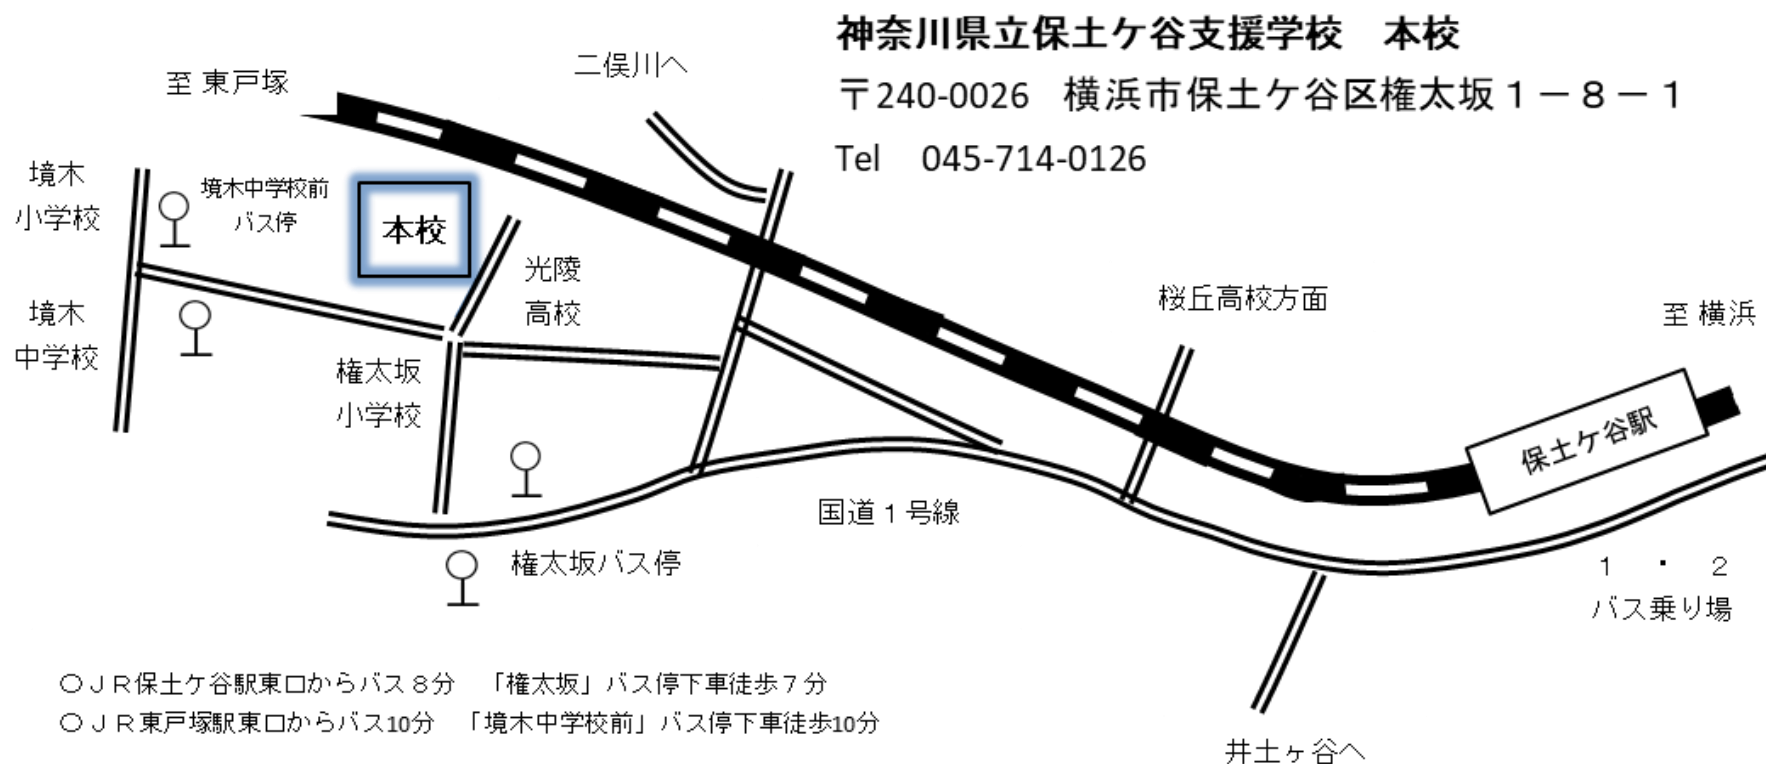 神奈川県立保土ケ谷支援学校　本校
〒240-0026　横浜市保土ケ谷区権太坂１－８－１
Tel　045-714-0126
至 東戸塚
二俣川へ
境木
小学校
境木中学校前
バス停
本校
光陵
高校
境木
中学校
権太坂
小学校
桜丘高校方面
至 横浜
保土ケ谷駅
国道１号線
権太坂バス停
１　・　２
バス乗り場
○ＪＲ保土ケ谷駅東口からバス８分　「権太坂」バス停下車徒歩７分
○ＪＲ東戸塚駅東口からバス10分　「境木中学校前」バス停下車徒歩10分
井土ヶ谷へ